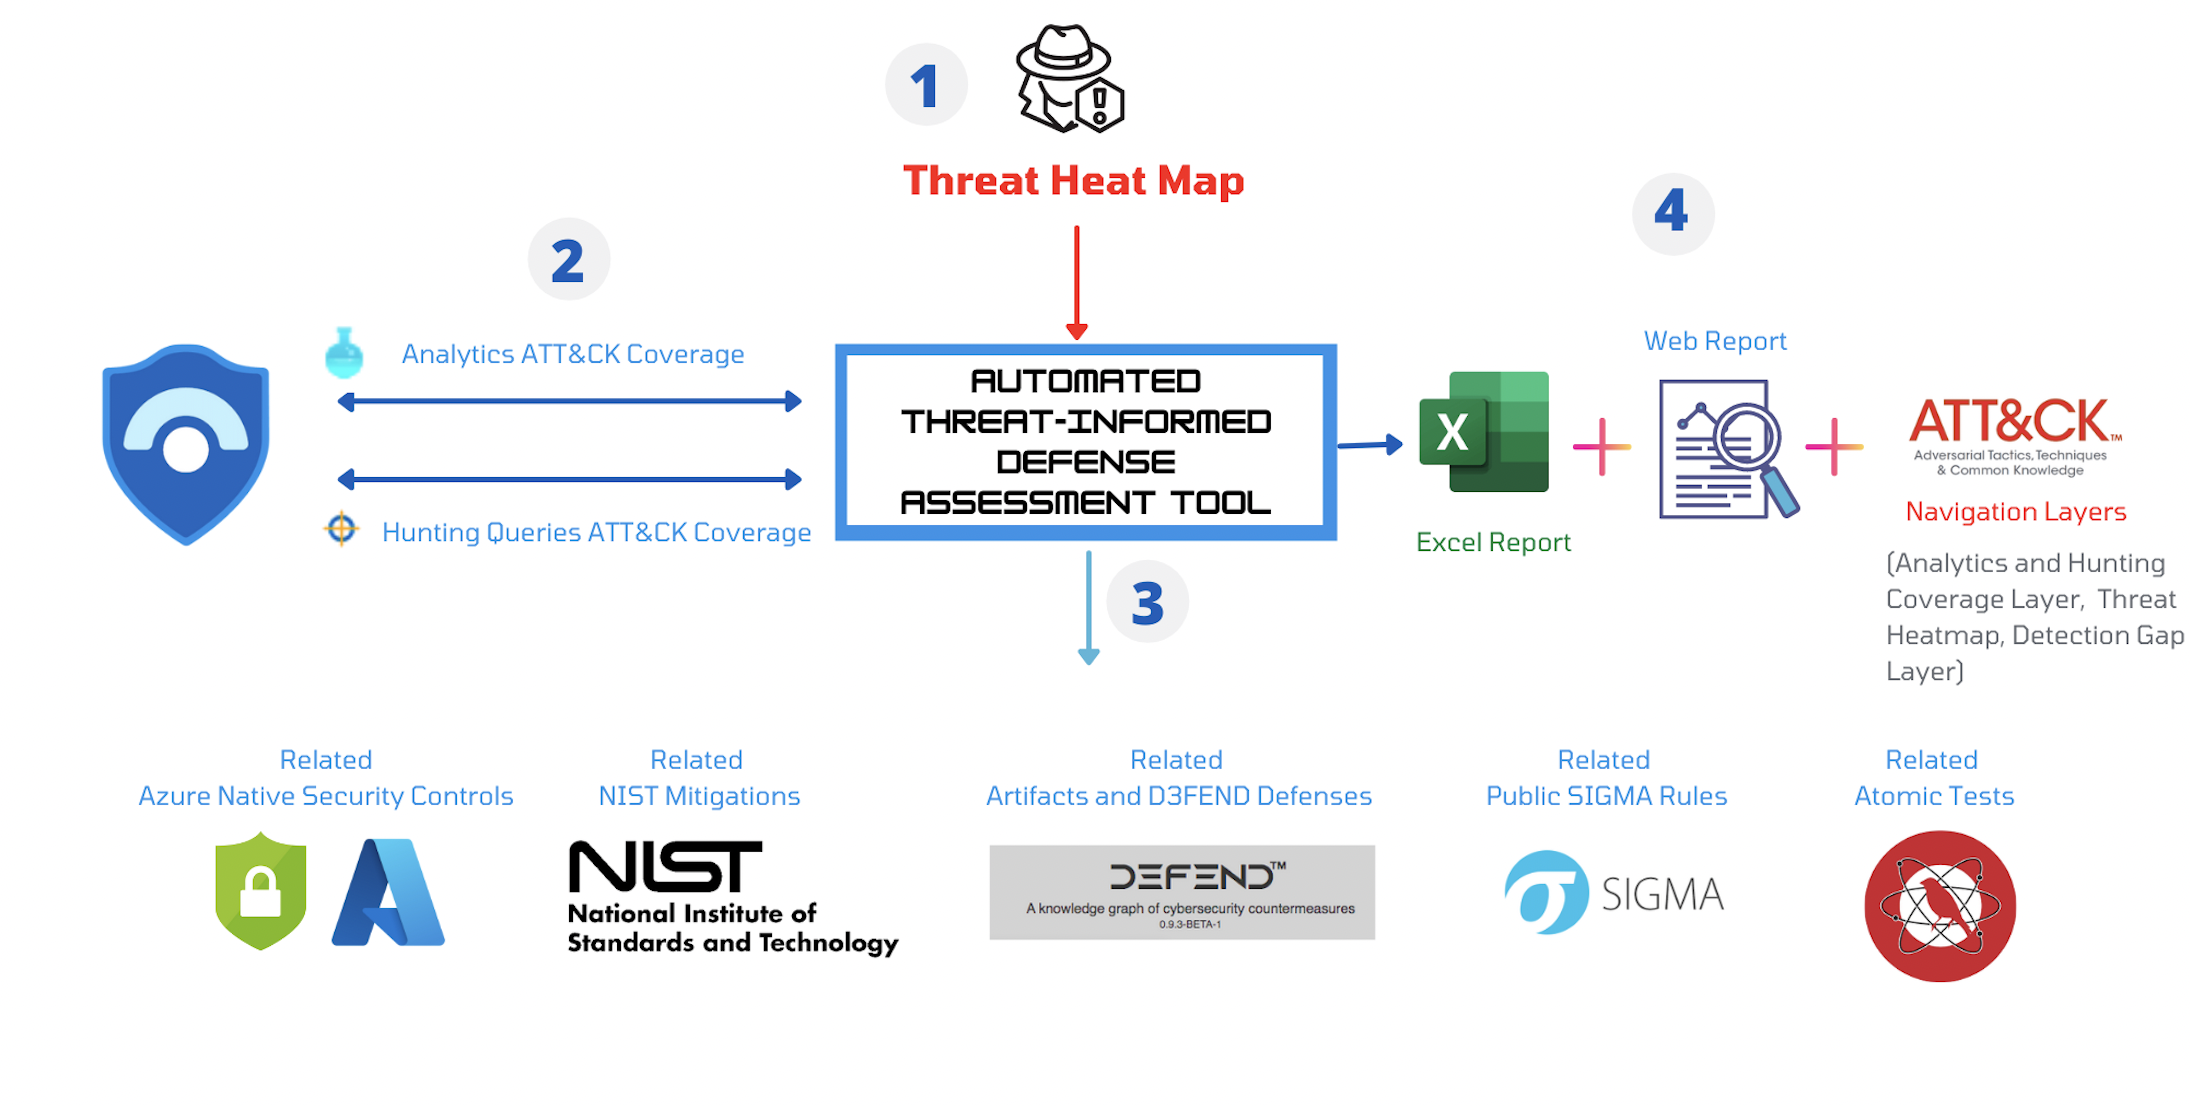 1
Threat Heat Map
2
Analytics ATT&CK Coverage
Hunting Queries ATT&CK Coverage
AUTOMATED
THREAT-INFORMED
DEFENSE
ASSESSMENT TOOL
3
4
Web Report
X
Excel Report
ATT&CK™
Adversarial Tactics, Techniques
& Common Knowledge
Navigation Layers
(Analytics and Hunting
Coverage Layer, Threat
Heatmap, Detection Gap
Layer)
Related
Azure Native Security Controls
Related
NIST Mitigations
NIST
National Institute of
Standards and Technology
Related
Artifacts and D3FEND Defenses
DEFEND™
A knowledge graph of cybersecurity countermeasures
0.9.3-BETA-1
Related
Public SIGMA Rules
σ SIGMA
Related
Atomic Tests